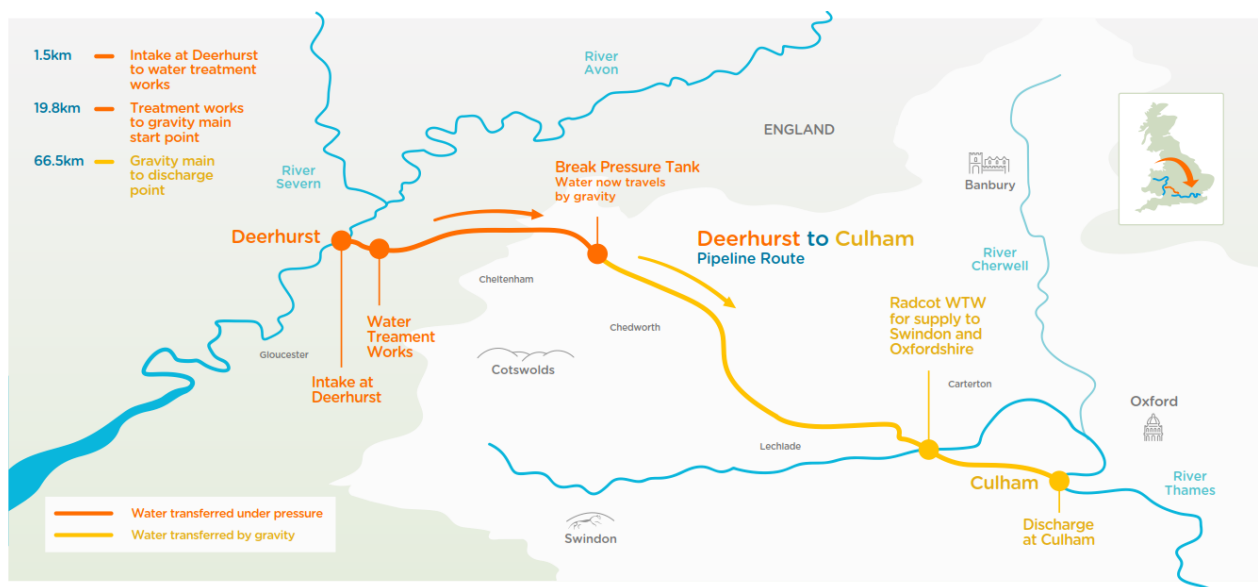 1.5km
Intake at Deerhurst
to water treatment
works
19.8km
Treatment works
to gravity main
start point
66.5km
Gravity main
to discharge
point
River
Severn
River
Avon
ENGLAND
Banbury
Break Pressure Tank
Water now travels
by gravity
Deerhurst
Deerhurst to Culham
Pipeline Route
River
Cherwell
Cheltenham
Chedworth
Water
Treament
Works
Gloucester
Intake at
Deerhurst
Cotswolds
Radcot WTW
for supply to
Swindon and
Oxfordshire
Carterton
Oxford
Lechlade
Culham
River
Thames
Discharge
at Culham
Swindon
Water transferred under pressure
Water transferred by gravity